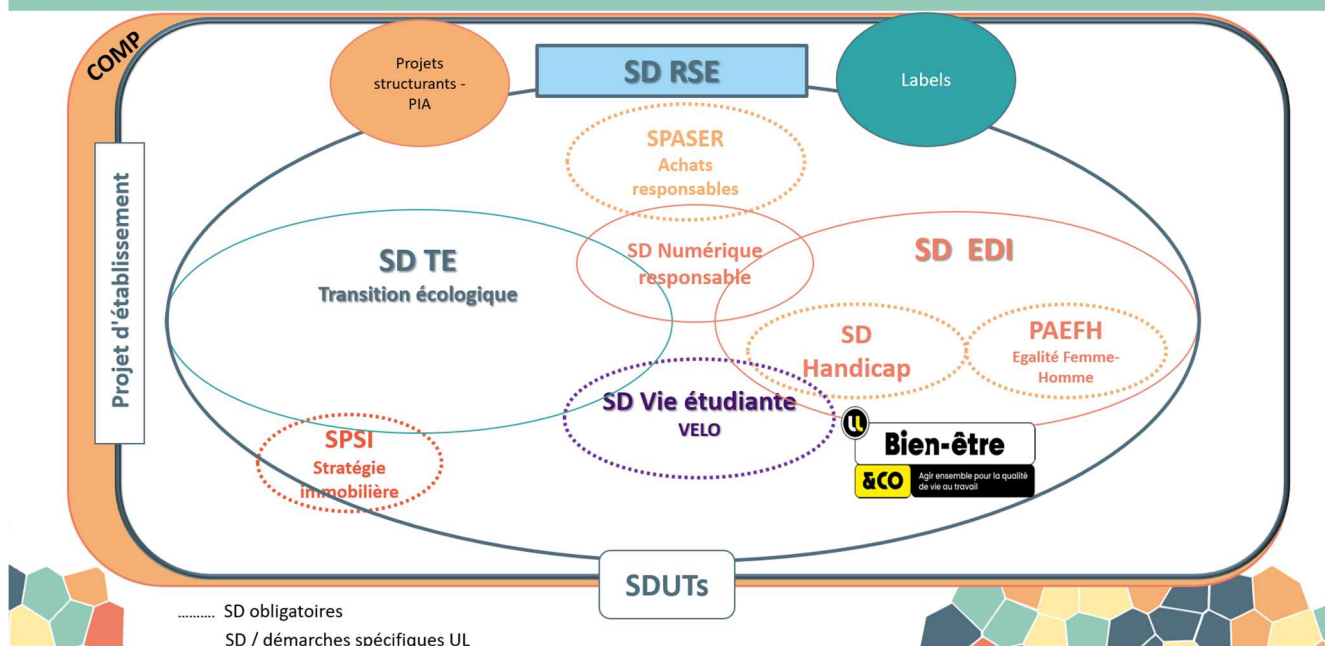 COMP
Projet d'établissement
Projets
structurants -
PIA
SD RSE
Labels
SPASER
Achats
responsables
SD TE
Transition écologique
SD Numérique
responsable
SD EDI
SD
Handicap
PAEFH
Egalité Femme-
Homme
SD Vie étudiante
VELO
SPSI
Stratégie
immobilière
UL
Bien-être
&CO
Agir ensemble pour la qualité
de vie au travail
SDUTs
.......... SD obligatoires
SD / démarches spécifiques UL